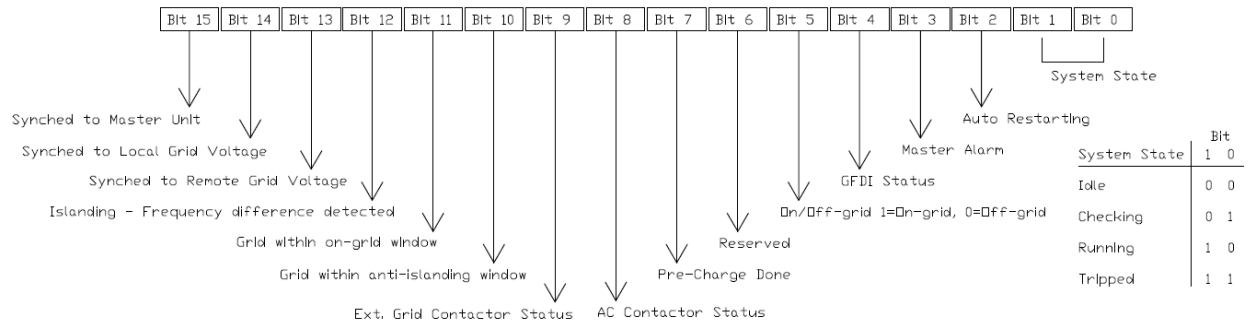 Bit 15 Bit 14 Bit 13 Bit 12 Bit 11 Bit 10 Bit 9 Bit 8 Bit 7 Bit 6 Bit 5 Bit 4 Bit 3 Bit 2 Bit 1 Bit 0
System State
Synched to Master Unit
Auto Restarting
Synched to Local Grid Voltage
Master Alarm
Synched to Remote Grid Voltage
GFDI Status
Islanding - Frequency difference detected
On/Off-grid 1=On-grid, 0=Off-grid
Grid within on-grid window
Reserved
Grid within anti-islanding window
Pre-Charge Done
Ext. Grid Contactor Status
AC Contactor Status
Bit
System State 1 0
Idle 0 0
Checking 0 1
Running 1 0
Tripped 1 1